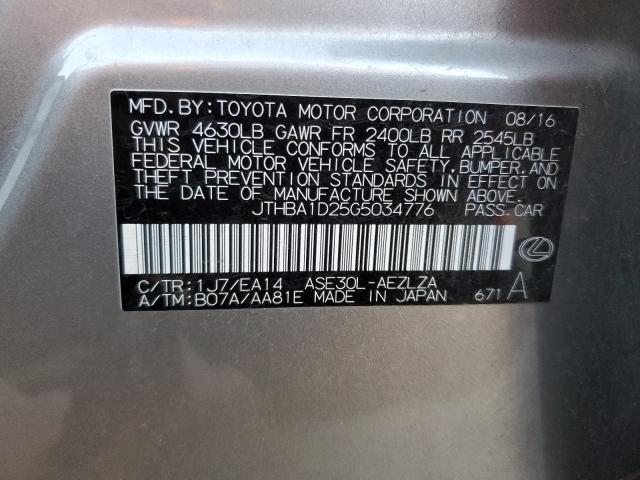 MFD. BY: TOYOTA MOTOR CORPORATION 08/16
GVWR 4630LB GAWR FR 2400LB RR 2545LB
THIS VEHICLE CONFORMS TO ALL APPLICABLE
FEDERAL MOTOR VEHICLE SAFETY, BUMPER, AND
THEFT PREVENTION STANDARDS IN EFFECT ON
THE DATE OF MANUFACTURE SHOWN ABOVE.
JTHBA1D25G5034776 PASS. CAR
C/TR: 1J7/EA14 ASE30L-AEZLZA
A/TM: B07A/AA81E MADE IN JAPAN 671 A